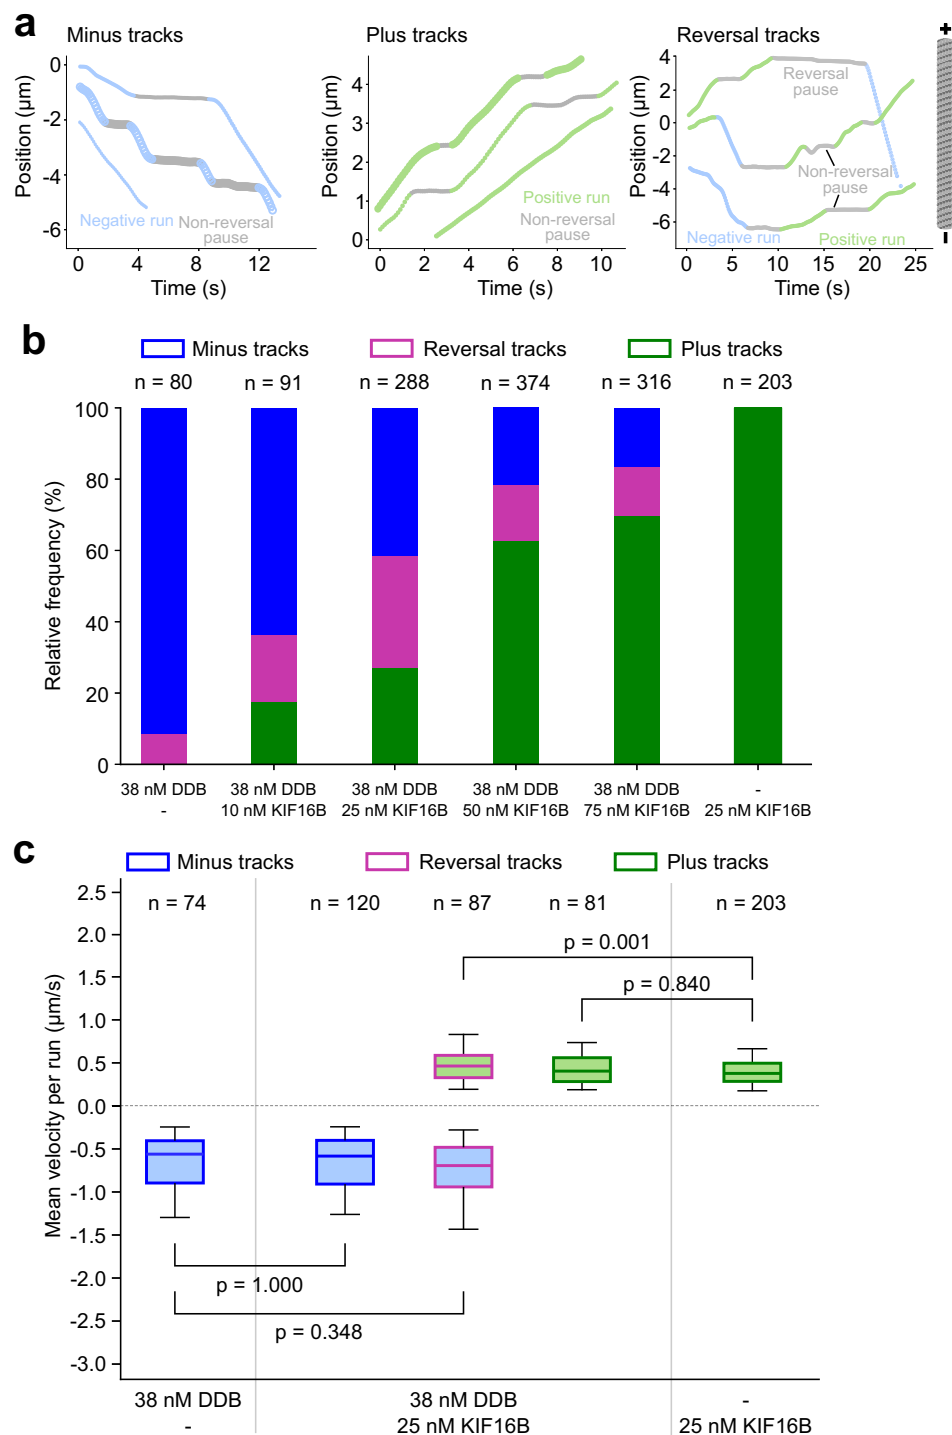 a
Minus tracks
Plus tracks
Reversal tracks
+
Position (µm)
0
-2
-4
-6
Negative run
Non-reversal
pause
0
4
8
12
Time (s)
Position (µm)
4
3
2
1
0
Positive run
Non-reversal
pause
0
2
4
6
8
10
Time (s)
Position (µm)
4
2
0
-2
-4
-6
Reversal
pause
Non-reversal
pause
Negative run
Positive run
0
5
10
15
20
25
Time (s)
-
b
Minus tracks
Reversal tracks
Plus tracks
n = 80
n = 91
n = 288
n = 374
n = 316
n = 203
Relative frequency (%)
100
80
60
40
20
0
38 nM DDB
-
38 nM DDB
10 nM KIF16B
38 nM DDB
25 nM KIF16B
38 nM DDB
50 nM KIF16B
38 nM DDB
75 nM KIF16B
-
25 nM KIF16B
c
Minus tracks
Reversal tracks
Plus tracks
n = 74
n = 120
n = 87
n = 81
n = 203
Mean velocity per run (µm/s)
2.5
2.0
1.5
1.0
0.5
0.0
-0.5
-1.0
-1.5
-2.0
-2.5
-3.0
p = 0.001
p = 0.840
p = 1.000
p = 0.348
38 nM DDB
-
38 nM DDB
25 nM KIF16B
-
25 nM KIF16B